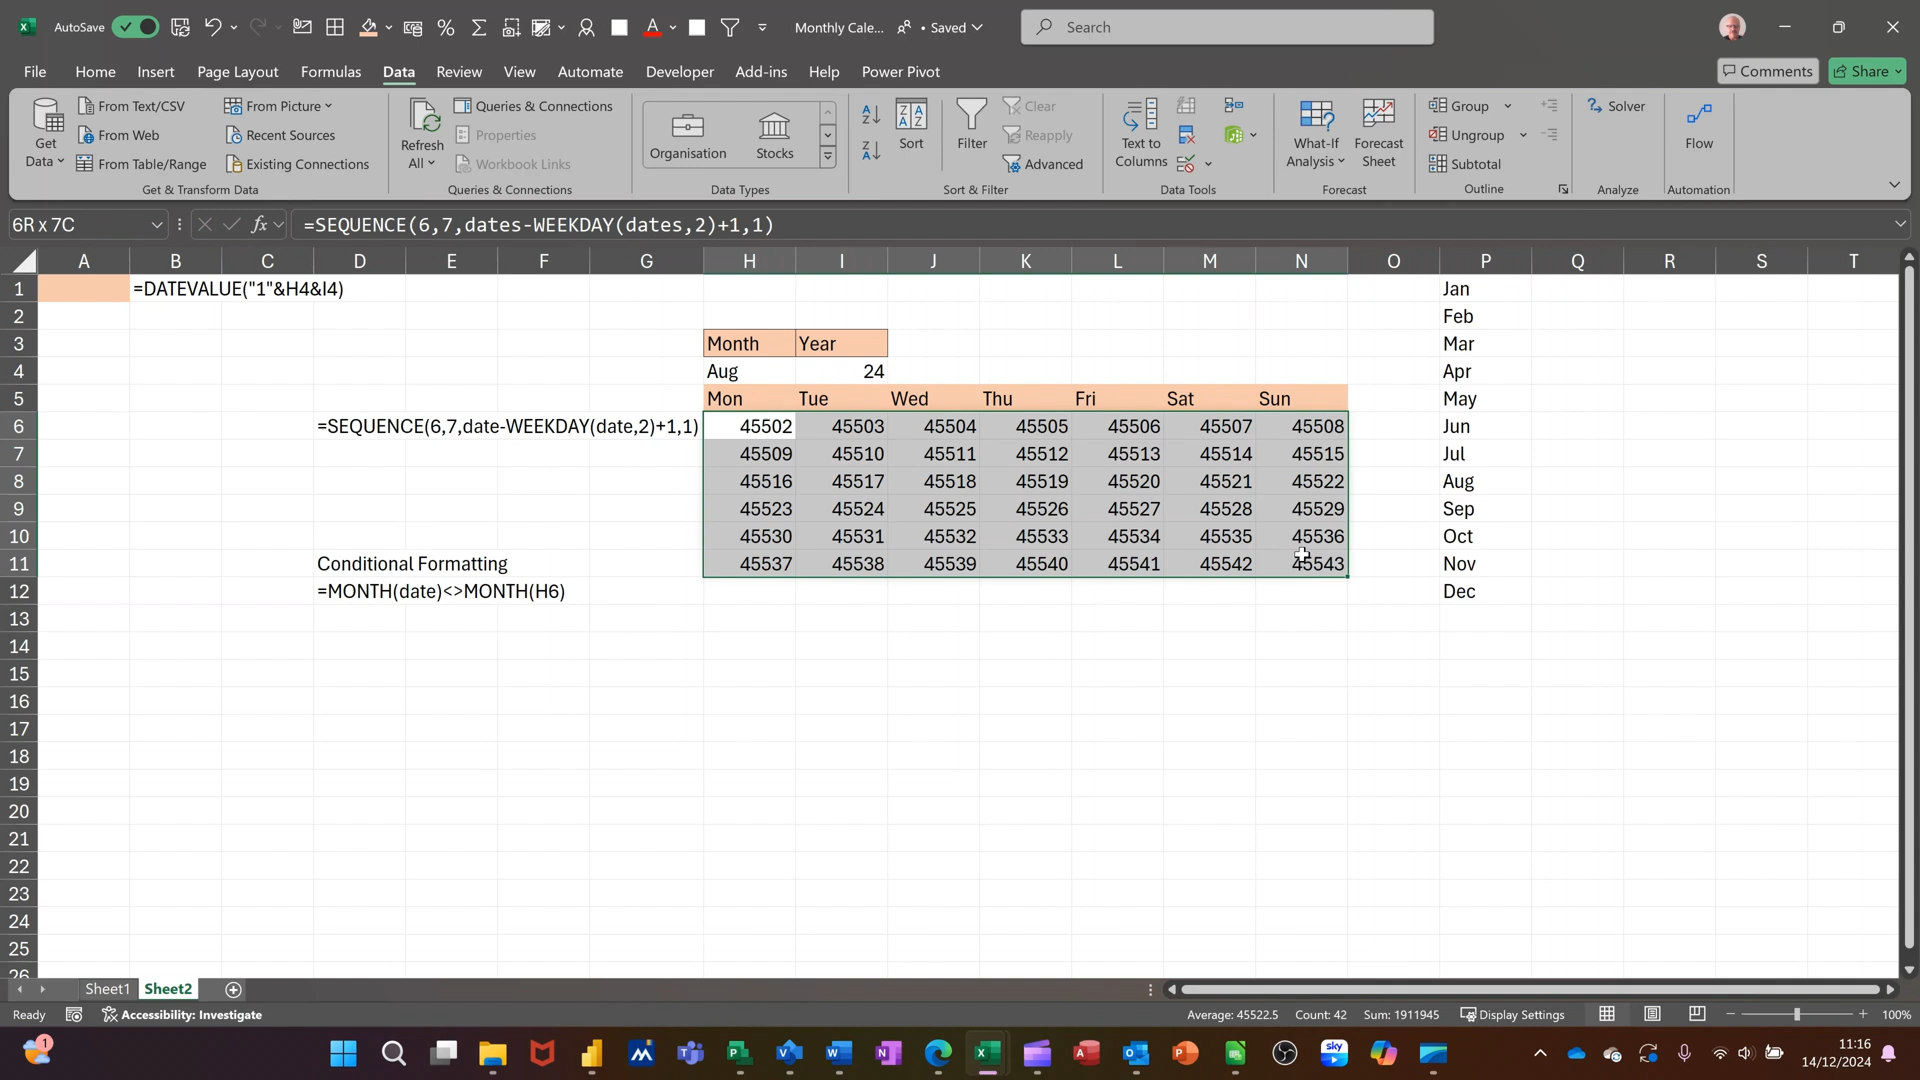 AutoSave
Monthly Cale... • Saved
Search
File Home Insert Page Layout Formulas Data Review View Automate Developer Add-ins Help Power Pivot
Comments Share
Get Data
From Text/CSV
From Web
From Table/Range
From Picture
Recent Sources
Existing Connections
Get & Transform Data
Refresh All
Queries & Connections
Properties
Workbook Links
Queries & Connections
Organisation Stocks
Data Types
Sort
Filter
Clear
Reapply
Advanced
Sort & Filter
Text to Columns
Data Tools
What-If Analysis
Forecast Sheet
Forecast
Group
Ungroup
Subtotal
Outline
Solver
Analyze
Flow
Automation
6R x 7C
fx
=SEQUENCE(6,7,dates-WEEKDAY(dates,2)+1,1)
A B C D E F G H I J K L M N O P Q R S T
1 =DATEVALUE("1"&H4&I4) Jan
2 Feb
3 Month Year Mar
4 Aug 24 Apr
5 Mon Tue Wed Thu Fri Sat Sun May
6 =SEQUENCE(6,7,date-WEEKDAY(date,2)+1,1) 45502 45503 45504 45505 45506 45507 45508 Jun
7 45509 45510 45511 45512 45513 45514 45515 Jul
8 45516 45517 45518 45519 45520 45521 45522 Aug
9 45523 45524 45525 45526 45527 45528 45529 Sep
10 45530 45531 45532 45533 45534 45535 45536 Oct
11 Conditional Formatting 45537 45538 45539 45540 45541 45542 45543 Nov
12 =MONTH(date)<>MONTH(H6) Dec
13
14
15
16
17
18
19
20
21
22
23
24
25
26
Sheet1 Sheet2
Ready Accessibility: Investigate Average: 45522.5 Count: 42 Sum: 1911945 Display Settings 100%
1
sky
11:16
14/12/2024